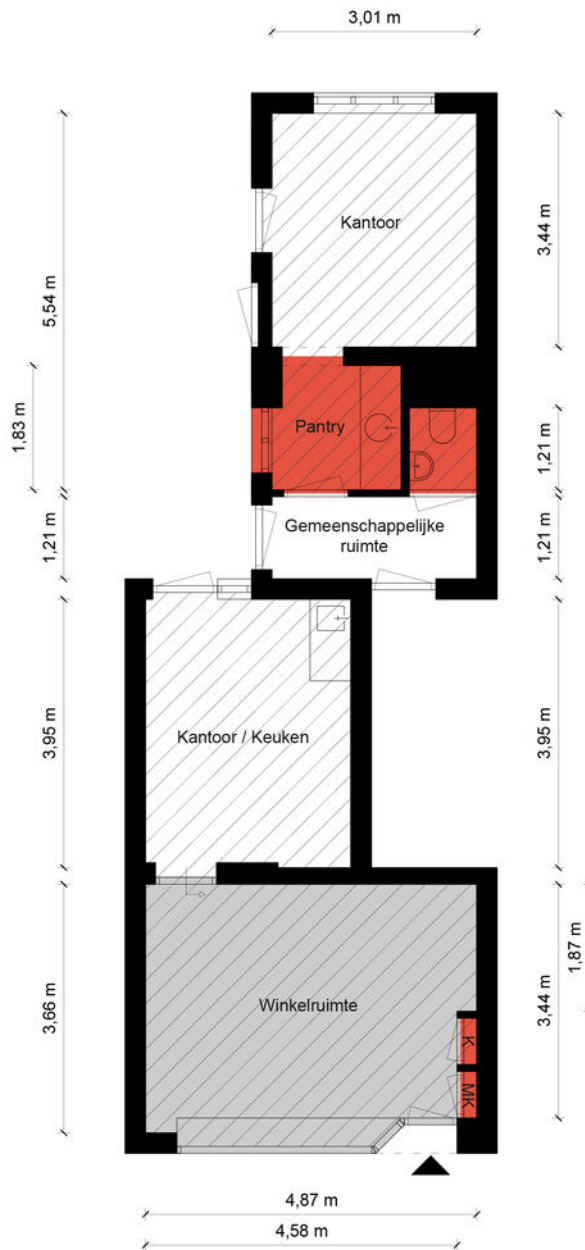 3,01 m
Kantoor
3,44 m
5,54 m
1,83 m
Pantry
1,21 m
1,21 m
Gemeenschappelijke
ruimte
1,21 m
3,95 m
Kantoor / Keuken
3,95 m
3,66 m
Winkelruimte
3,44 m
1,87 m
K
MK
4,87 m
4,58 m